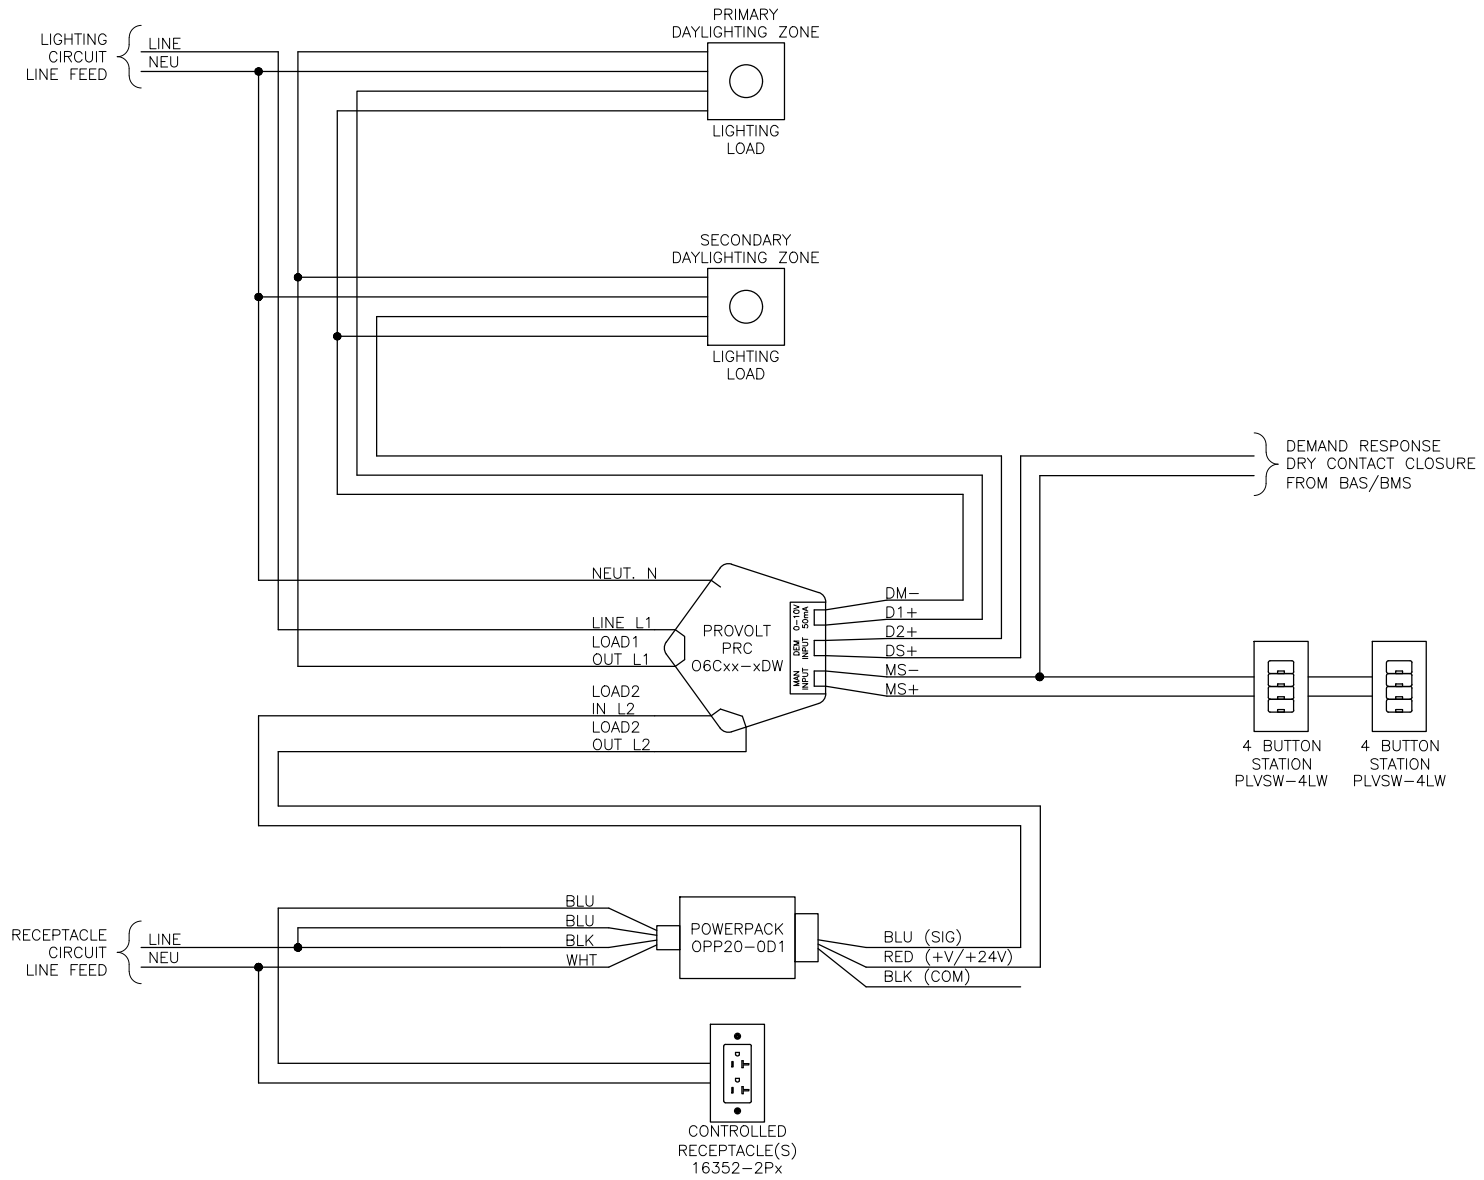 PRIMARY
DAYLIGHTING ZONE
LIGHTING
CIRCUIT
LINE FEED
LINE
NEU
LIGHTING
LOAD
SECONDARY
DAYLIGHTING ZONE
LIGHTING
LOAD
DEMAND RESPONSE
DRY CONTACT CLOSURE
FROM BAS/BMS
NEUT. N
LINE L1
LOAD1
OUT L1
LOAD2
IN L2
LOAD2
OUT L2
PROVOLT
PRC
O6Cxx-xDW
0-10V
50mA
DEM
INPUT
MAN
INPUT
DM-
D1+
D2+
DS+
MS-
MS+
4 BUTTON
STATION
PLVSW-4LW
4 BUTTON
STATION
PLVSW-4LW
RECEPTACLE
CIRCUIT
LINE FEED
LINE
NEU
BLU
BLU
BLK
WHT
POWERPACK
OPP20-0D1
BLU (SIG)
RED (+V/+24V)
BLK (COM)
CONTROLLED
RECEPTACLE(S)
16352-2Px